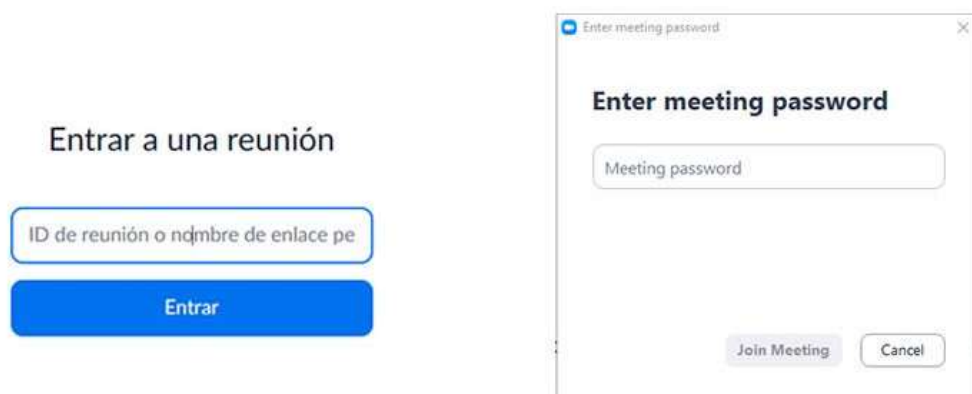 Entrar a una reunión
ID de reunión o nombre de enlace pe
Entrar
Enter meeting password
Enter meeting password
Meeting password
Join Meeting
Cancel